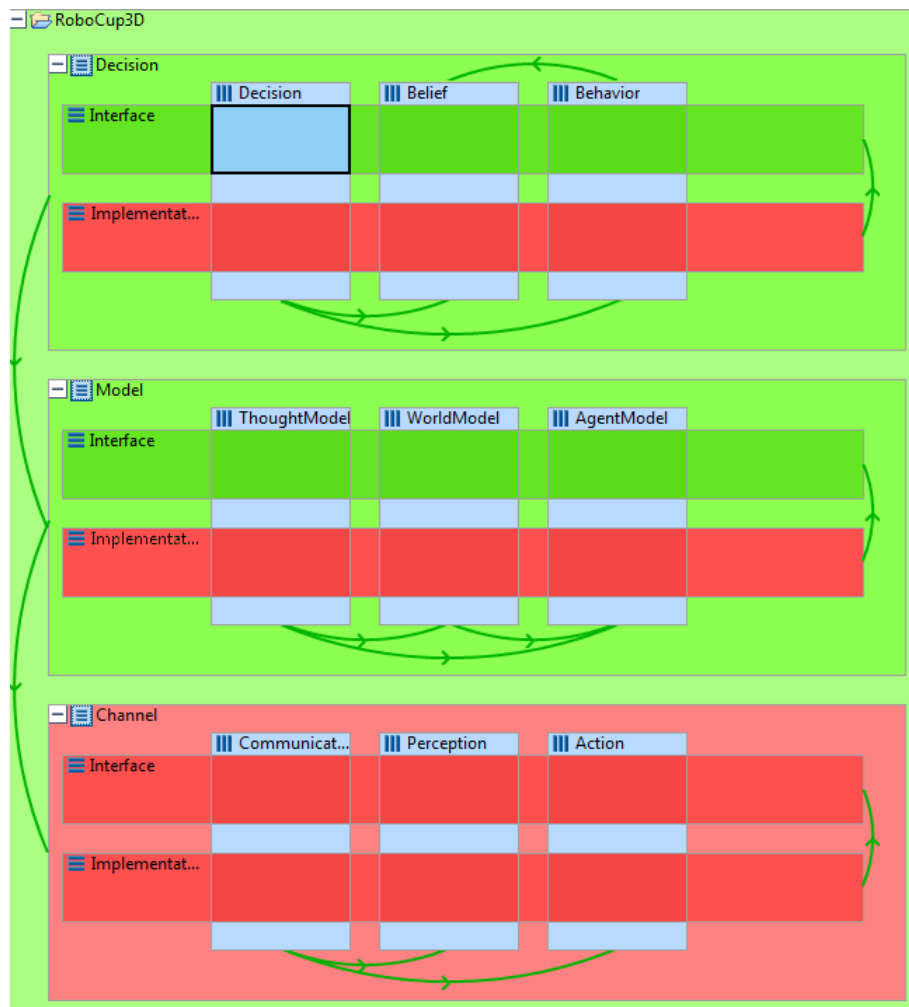 RoboCup3D
Decision
Decision Belief Behavior
Interface
Implementat...
Model
ThoughtModel WorldModel AgentModel
Interface
Implementat...
Channel
Communicat... Perception Action
Interface
Implementat...